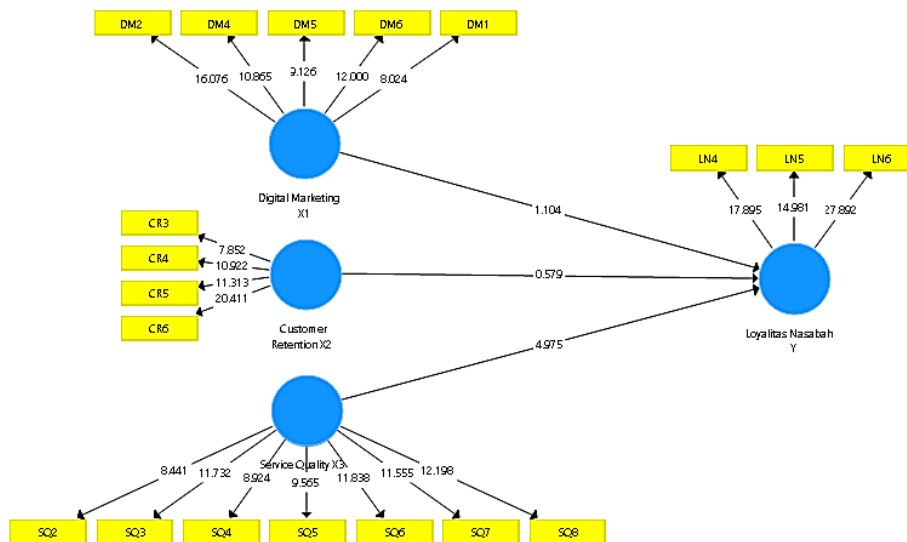 DM2 DM4 DM5 DM6 DM1
16.076 10.865 9.126 12.000 8.024
LN4 LN5 LN6
17.895 14.981 27.892
Digital Marketing
X1
1.104
CR3
CR4
CR5
CR6
7.852
10.922
11.313
20.411
0.579
Customer
Retention X2
Loyalitas Nasabah
Y
4.975
Service Quality X3
8.441 11.732 8.924 9.565 11.838 11.555 12.198
SQ2 SQ3 SQ4 SQ5 SQ6 SQ7 SQ8